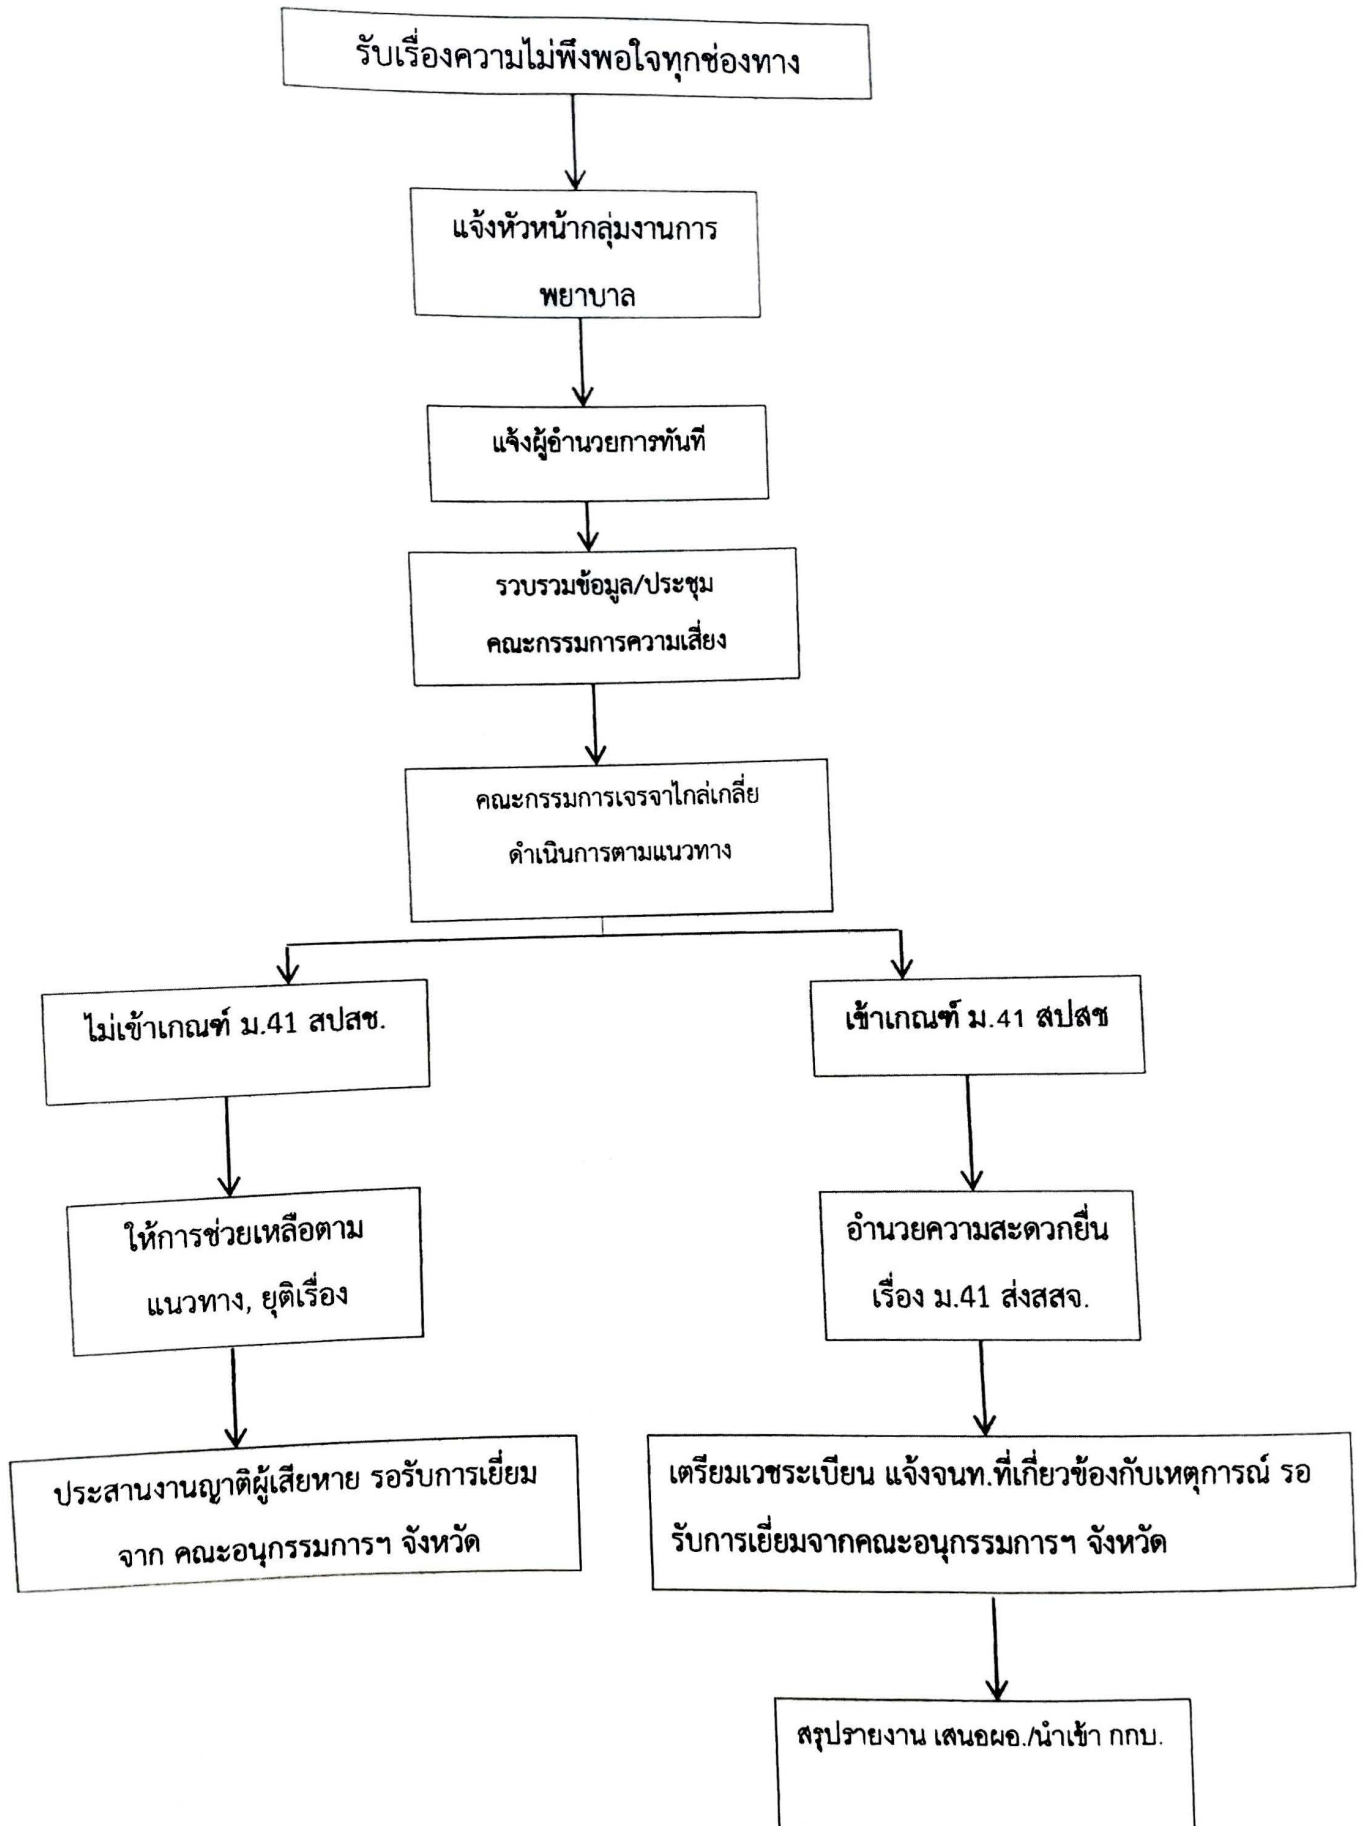 รับเรื่องความไม่พึงพอใจทุกช่องทาง
แจ้งหัวหน้ากลุ่มงานการ
พยาบาล
แจ้งผู้อำนวยการทันที
รวบรวมข้อมูล/ประชุม
คณะกรรมการความเสี่ยง
คณะกรรมการเจรจาไกล่เกลี่ย
ดำเนินการตามแนวทาง
ไม่เข้าเกณฑ์ ม.41 สปสช.
เข้าเกณฑ์ ม.41 สปสช
ให้การช่วยเหลือตาม
แนวทาง, ยุติเรื่อง
อำนวยความสะดวกยื่น
เรื่อง ม.41 ส่งสสจ.
ประสานงานญาติผู้เสียหาย รอรับการเยี่ยม
จาก คณะอนุกรรมการฯ จังหวัด
เตรียมเวชระเบียน แจ้งจนท.ที่เกี่ยวข้องกับเหตุการณ์ รอ
รับการเยี่ยมจากคณะอนุกรรมการฯ จังหวัด
สรุปรายงาน เสนอผอ./นำเข้า กกบ.